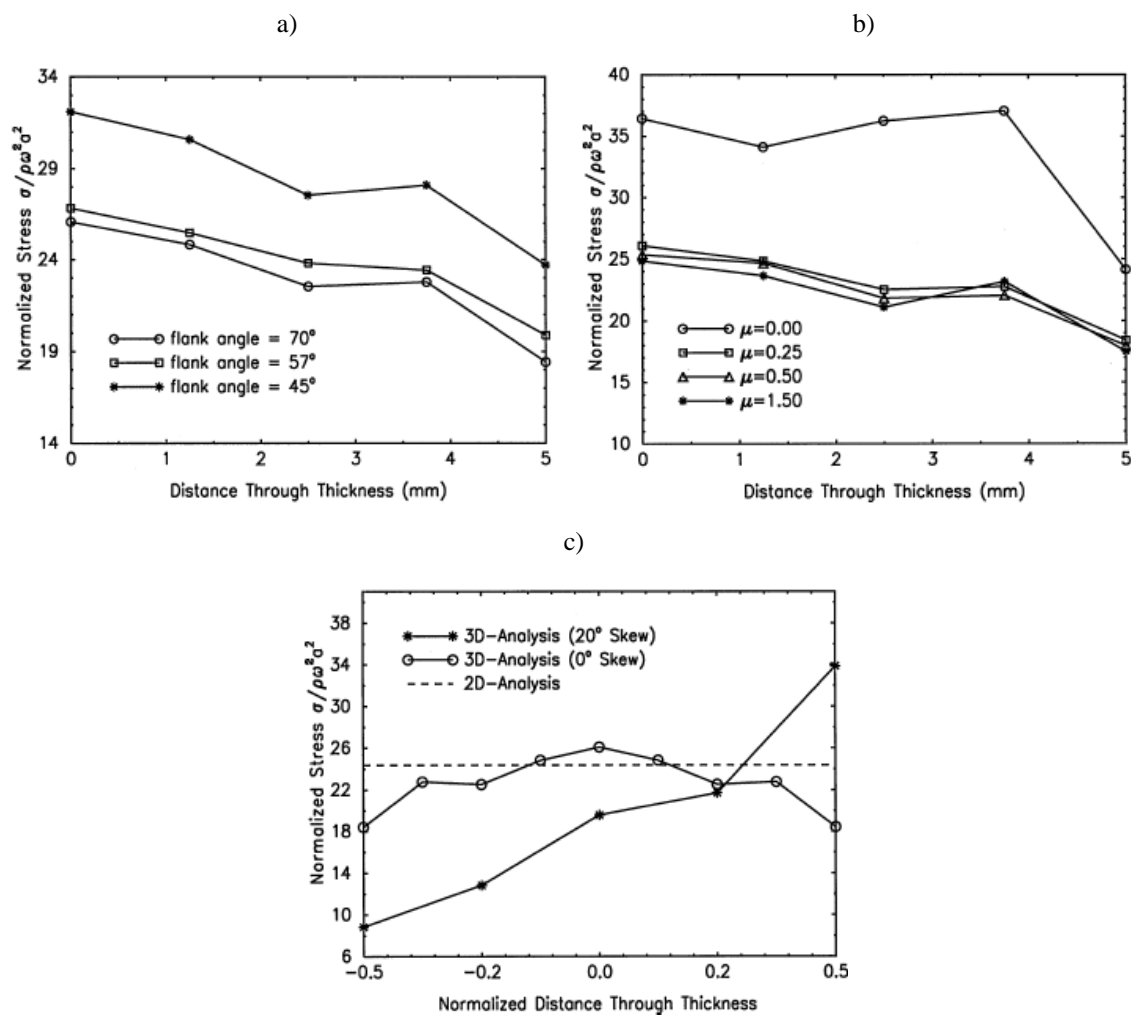 a)
Normalized Stress σ/ρω²a²
34
29
24
19
14
flank angle = 70°
flank angle = 57°
flank angle = 45°
0 1 2 3 4 5
Distance Through Thickness (mm)
b)
Normalized Stress σ/ρω²a²
40
35
30
25
20
15
10
μ=0.00
μ=0.25
μ=0.50
μ=1.50
0 1 2 3 4 5
Distance Through Thickness (mm)
c)
Normalized Stress σ/ρω²a²
38
34
30
26
22
18
14
10
6
3D-Analysis (20° Skew)
3D-Analysis (0° Skew)
2D-Analysis
-0.5 -0.2 0.0 0.2 0.5
Normalized Distance Through Thickness